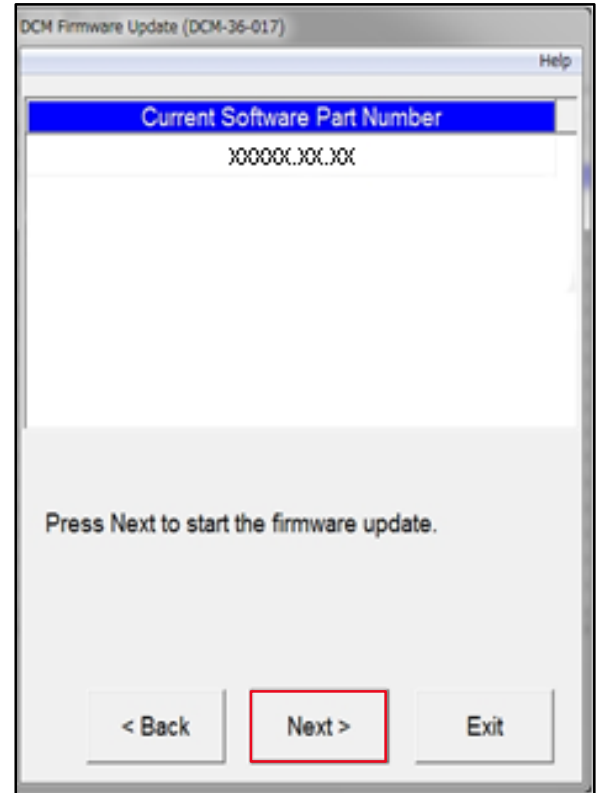 DCM Firmware Update (DCM-36-017)
Help
Current Software Part Number
XXXXX.XX.XX
Press Next to start the firmware update.
< Back
Next >
Exit